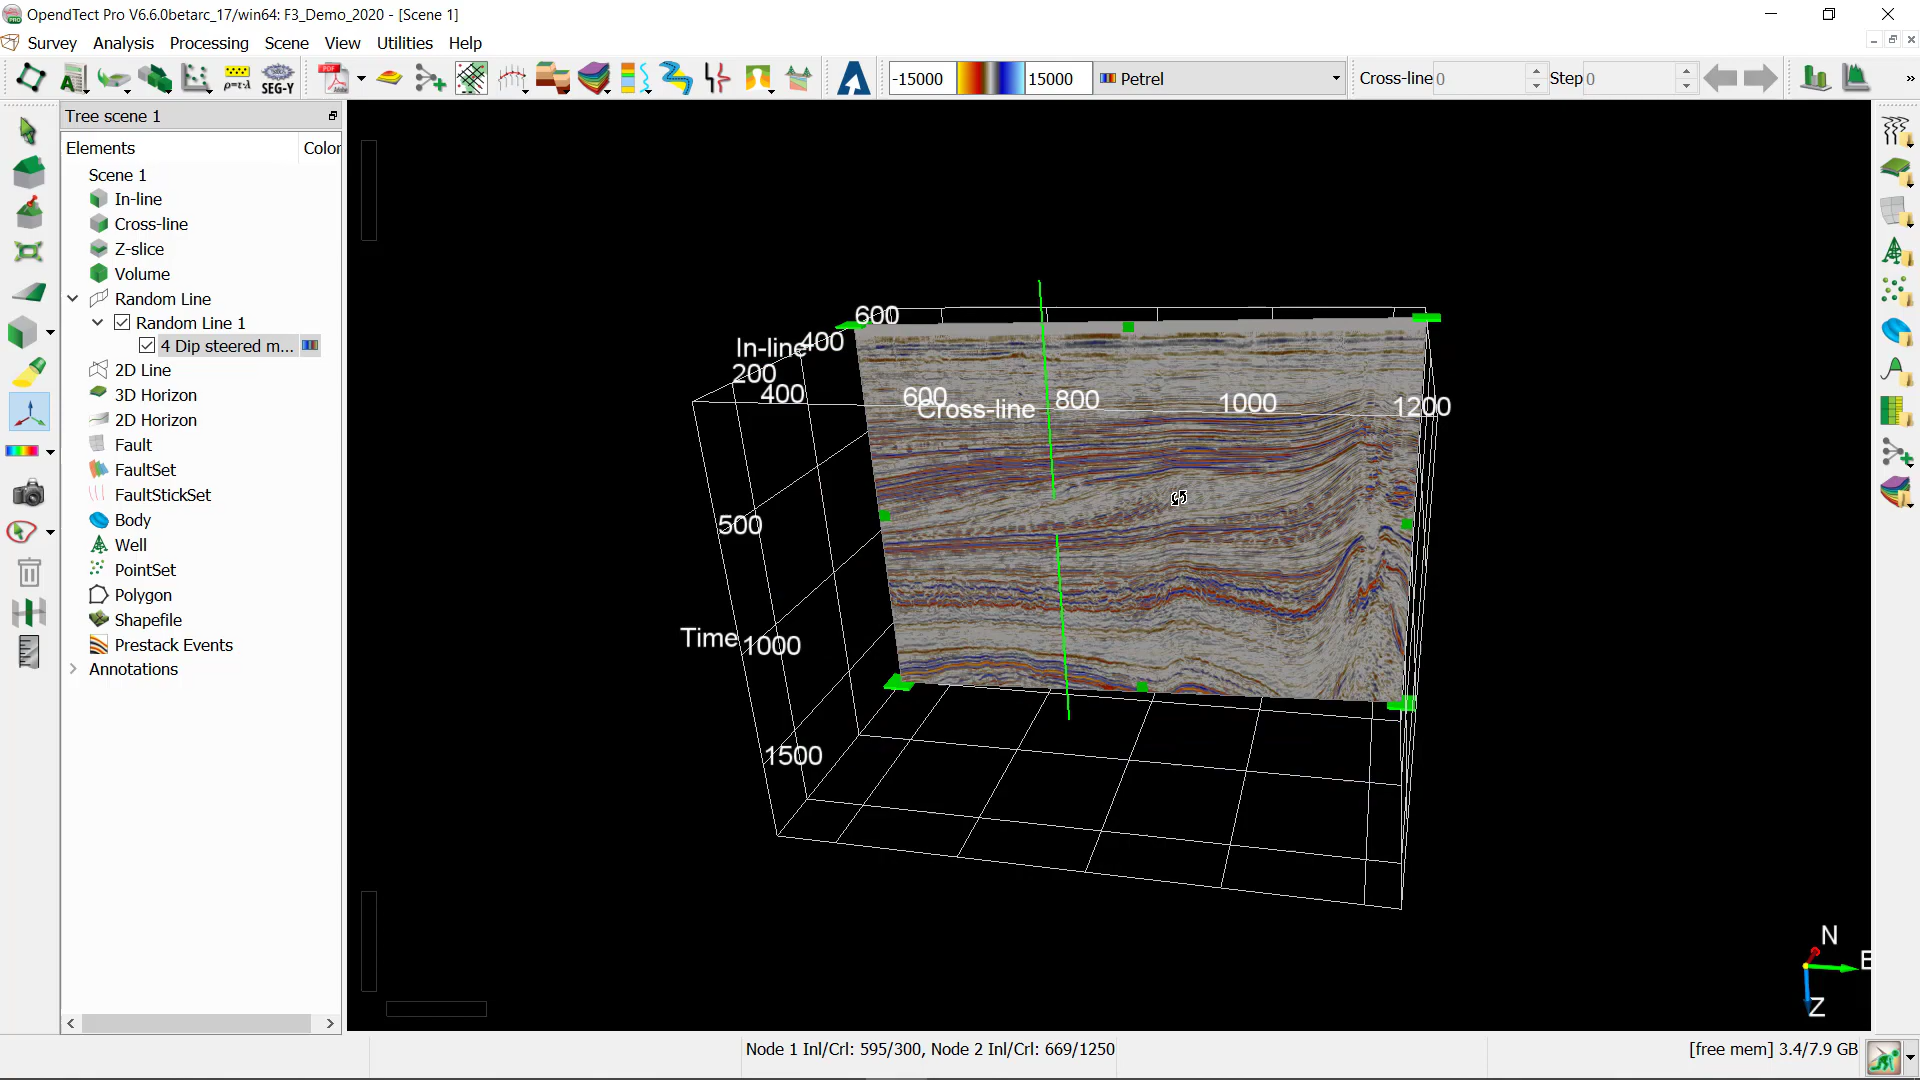 OpendTect Pro V6.6.0betarc_17/win64: F3_Demo_2020 - [Scene 1]
Survey Analysis Processing Scene View Utilities Help
PDF
Adobe
ρ=τ·λ
SEG-Y
-15000
15000
Petrel
Cross-line 0
Step 0
»
Tree scene 1
Elements
Color
Scene 1
In-line
Cross-line
Z-slice
Volume
Random Line
Random Line 1
4 Dip steered m...
2D Line
3D Horizon
2D Horizon
Fault
FaultSet
FaultStickSet
Body
Well
PointSet
Polygon
Shapefile
Prestack Events
Annotations
600
In-line
400
200
400
600
Cross-line
800
1000
1200
500
Time
1000
1500
N
E
Z
Node 1 Inl/Crl: 595/300, Node 2 Inl/Crl: 669/1250
[free mem] 3.4/7.9 GB